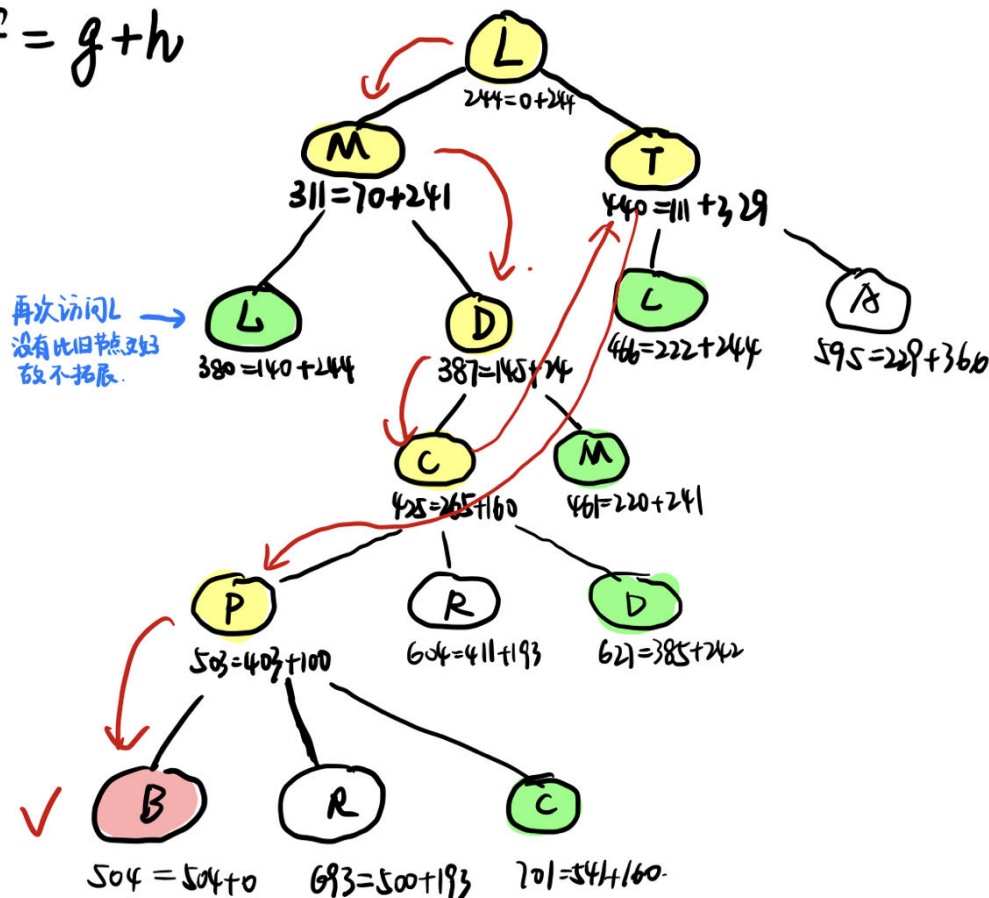 = g+h
L
244=0+244
M
T
311=70+241
440=111+329
再次访问L
没有比旧节点更好
故不拓展.
L
D
L
A
380=140+244
387=145+24
466=222+244
595=229+366
C
M
425=265+160
461=220+241
P
R
D
503=403+100
604=411+193
627=385+242
B
R
C
504=504+0
693=500+193
701=541+160.